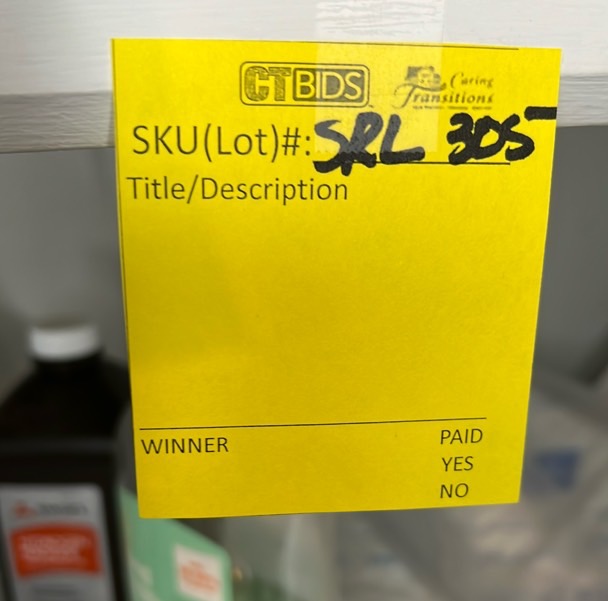 CTBIDS
Caring
Transitions
SKU(Lot)#: SRL 305
Title/Description
WINNER PAID
YES
NO